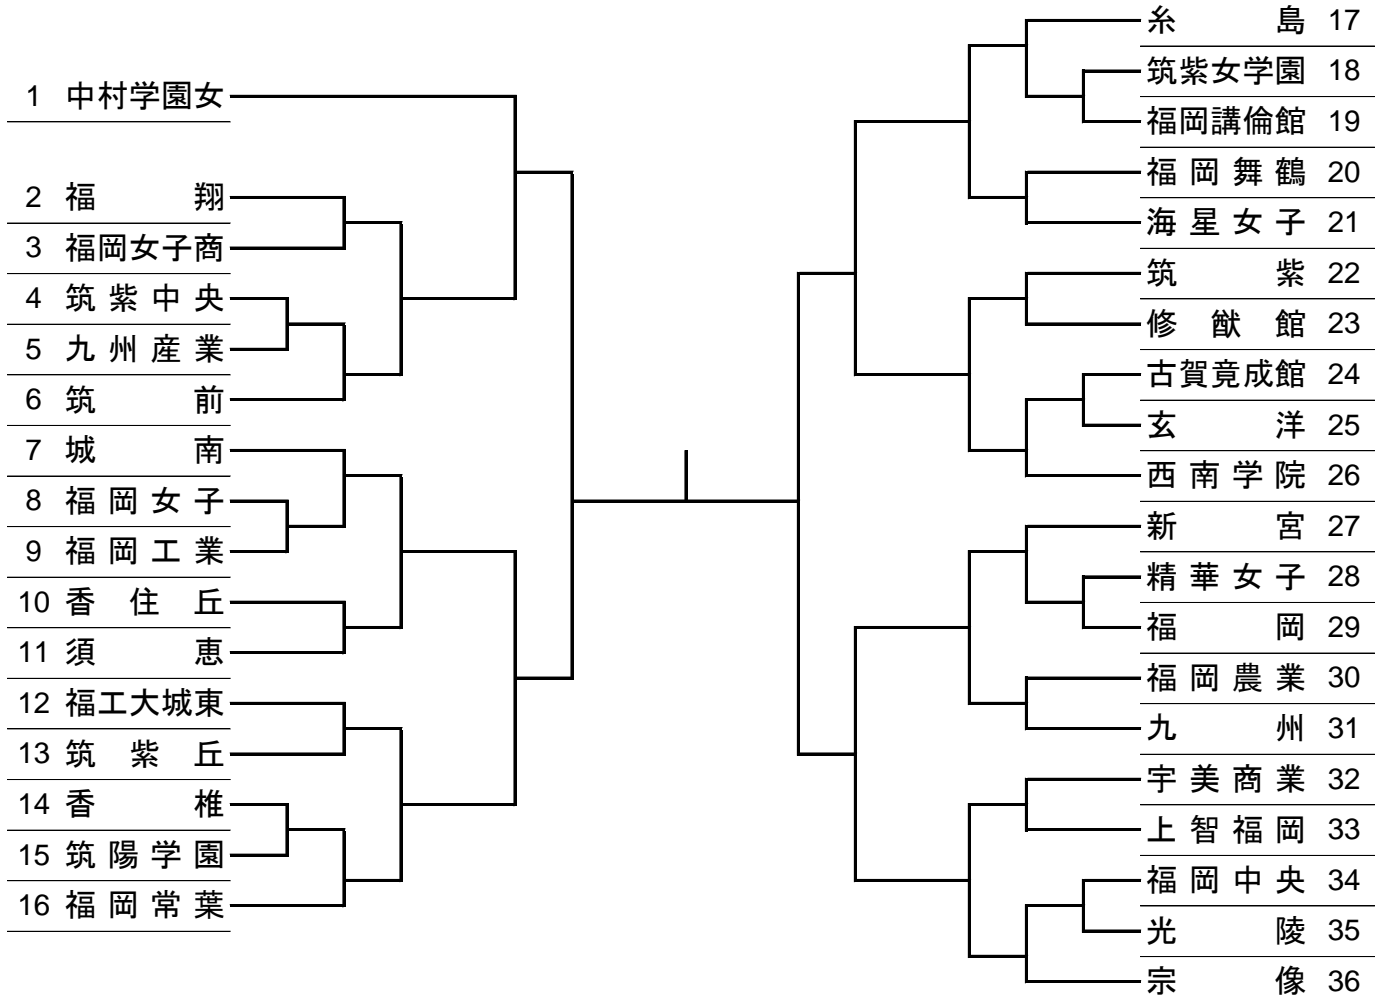 1 中村学園女
2 福翔
3 福岡女子商
4 筑紫中央
5 九州産業
6 筑前
7 城南
8 福岡女子
9 福岡工業
10 香住丘
11 須恵
12 福工大城東
13 筑紫丘
14 香椎
15 筑陽学園
16 福岡常葉
糸島 17
筑紫女学園 18
福岡講倫館 19
福岡舞鶴 20
海星女子 21
筑紫 22
修猷館 23
古賀竟成館 24
玄洋 25
西南学院 26
新宮 27
精華女子 28
福岡 29
福岡農業 30
九州 31
宇美商業 32
上智福岡 33
福岡中央 34
光陵 35
宗像 36